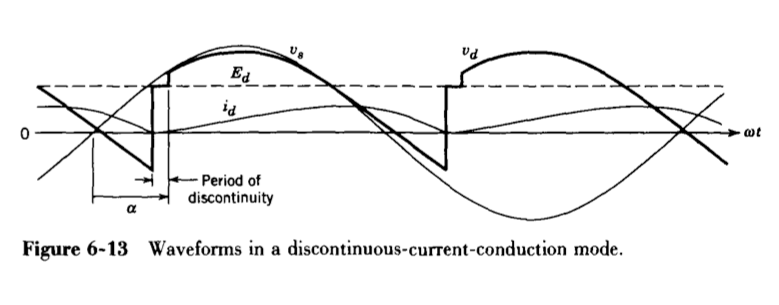 v_s
v_d
E_d
i_d
0
ωt
Period of
discontinuity
α
Figure 6-13 Waveforms in a discontinuous-current-conduction mode.